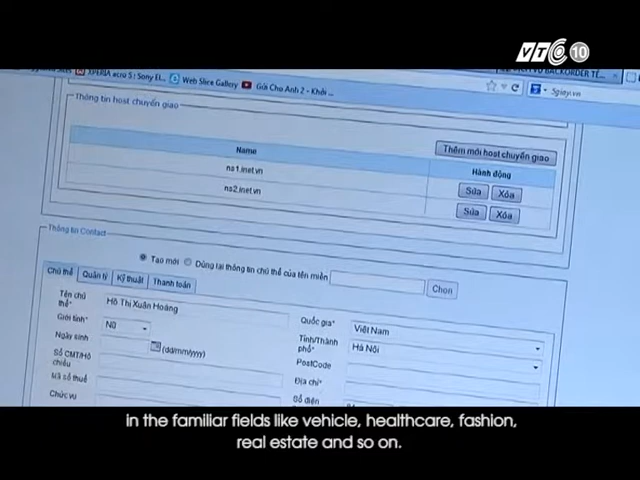 VTC 10
XPERIA acro S : Sony El...
Web Slice Gallery
Gửi Cho Anh 2 - Khởi ...
5giay.vn
Thông tin host chuyển giao
Thêm mới host chuyển giao
Name
Hành động
ns1.inet.vn
Sửa
Xóa
ns2.inet.vn
Sửa
Xóa
Thông tin Contact
Tạo mới
Dùng lại thông tin chủ thể của tên miền
Chọn
Chủ thể
Quản lý
Kỹ thuật
Thanh toán
Tên chủ thể*
Hồ Thị Xuân Hoàng
Giới tính*
Nữ
Ngày sinh
(dd/mm/yyyy)
Số CMT/Hộ chiếu
Mã số thuế
Chức vụ
Quốc gia*
Việt Nam
Tỉnh/Thành phố*
Hà Nội
PostCode
Địa chỉ*
Số điện
in the familiar fields like vehicle, healthcare, fashion,
real estate and so on.